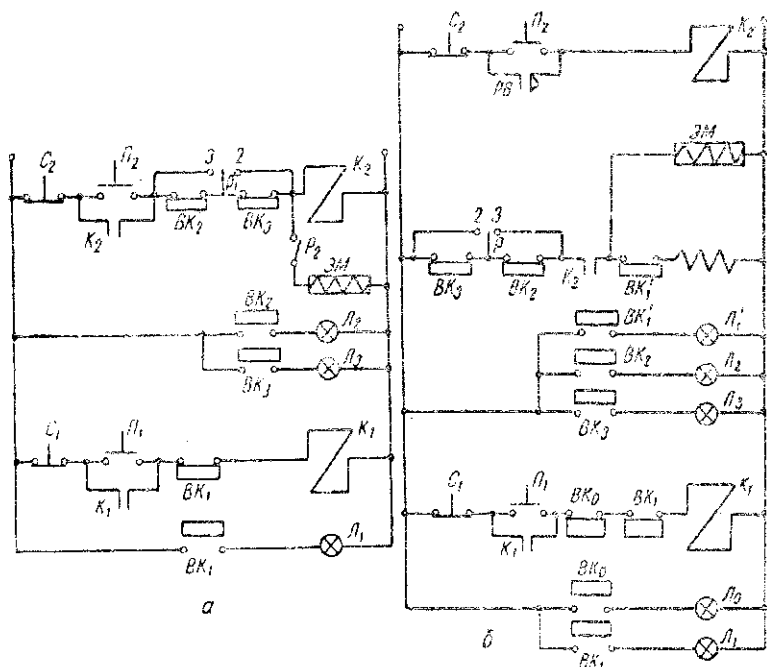 С₂ П₂ К₂
РВ
ЭМ
2 3
Р
ВК₃ ВК₂ К₂ ВК₁'
ВК₁' Л₁'
ВК₂ Л₂
ВК₃ Л₃
С₁ П₁ ВК₀ ВК₁ К₁
К₁
ВК₀ Л₀
ВК₁ Л₁
б
С₂ П₂ 3 2 К₂
Р₁
К₂ ВК₂ ВК₃
Р₂
ЭМ
ВК₂ Л₂
ВК₃ Л₃
С₁ П₁ К₁
К₁ ВК₁
ВК₁ Л₁
а